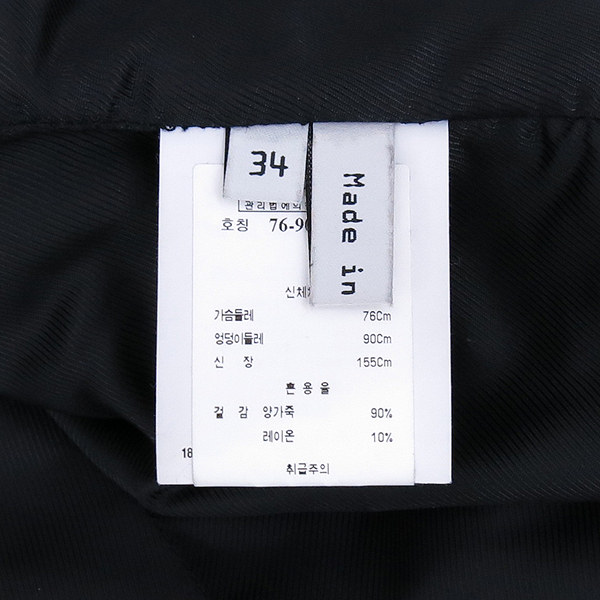 34
Made in
관리법에의
호칭 76-90
신체치
가슴둘레 76Cm
엉덩이둘레 90Cm
신 장 155Cm
혼용율
겉 감 양가죽 90%
레이온 10%
18
취급주의